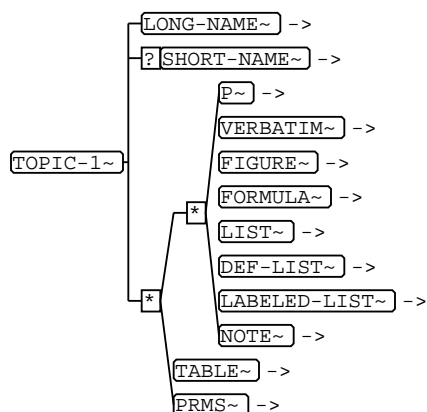 LONG-NAME~ ->
? SHORT-NAME~ ->
P~ ->
VERBATIM~ ->
TOPIC-1~
FIGURE~ ->
FORMULA~ ->
*
LIST~ ->
DEF-LIST~ ->
* LABELED-LIST~ ->
NOTE~ ->
TABLE~ ->
PRMS~ ->